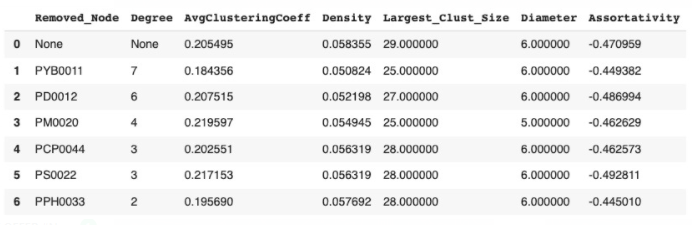 Removed_Node Degree AvgClusteringCoeff Density Largest_Clust_Size Diameter Assortativity
0 None None 0.205495 0.058355 29.000000 6.000000 -0.470959
1 PYB0011 7 0.184356 0.050824 25.000000 6.000000 -0.449382
2 PD0012 6 0.207515 0.052198 27.000000 6.000000 -0.486994
3 PM0020 4 0.219597 0.054945 25.000000 5.000000 -0.462629
4 PCP0044 3 0.202551 0.056319 28.000000 6.000000 -0.462573
5 PS0022 3 0.217153 0.056319 28.000000 6.000000 -0.492811
6 PPH0033 2 0.195690 0.057692 28.000000 6.000000 -0.445010